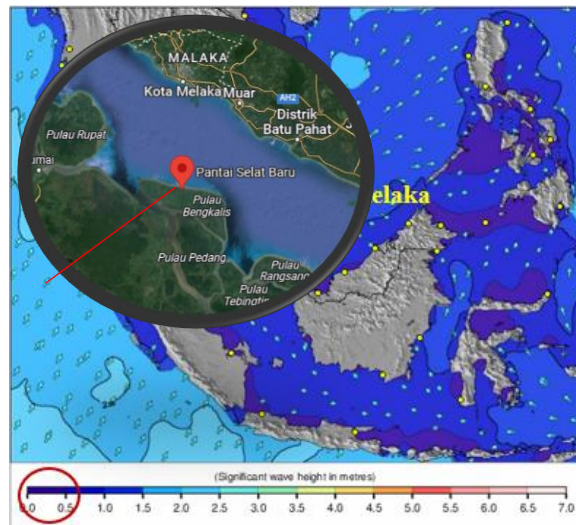 MALAKA
Kota Melaka
Muar
AH2
Distrik
Batu Pahat
Pulau Rupat
umai
Pantai Selat Baru
elaka
Pulau
Bengkalis
Pulau Pedang
Pulau
Rangsang
Pulau
Tebingting
(Significant wave height in metres)
0.0 0.5 1.0 1.5 2.0 2.5 3.0 3.5 4.0 4.5 5.0 5.5 6.0 6.5 7.0